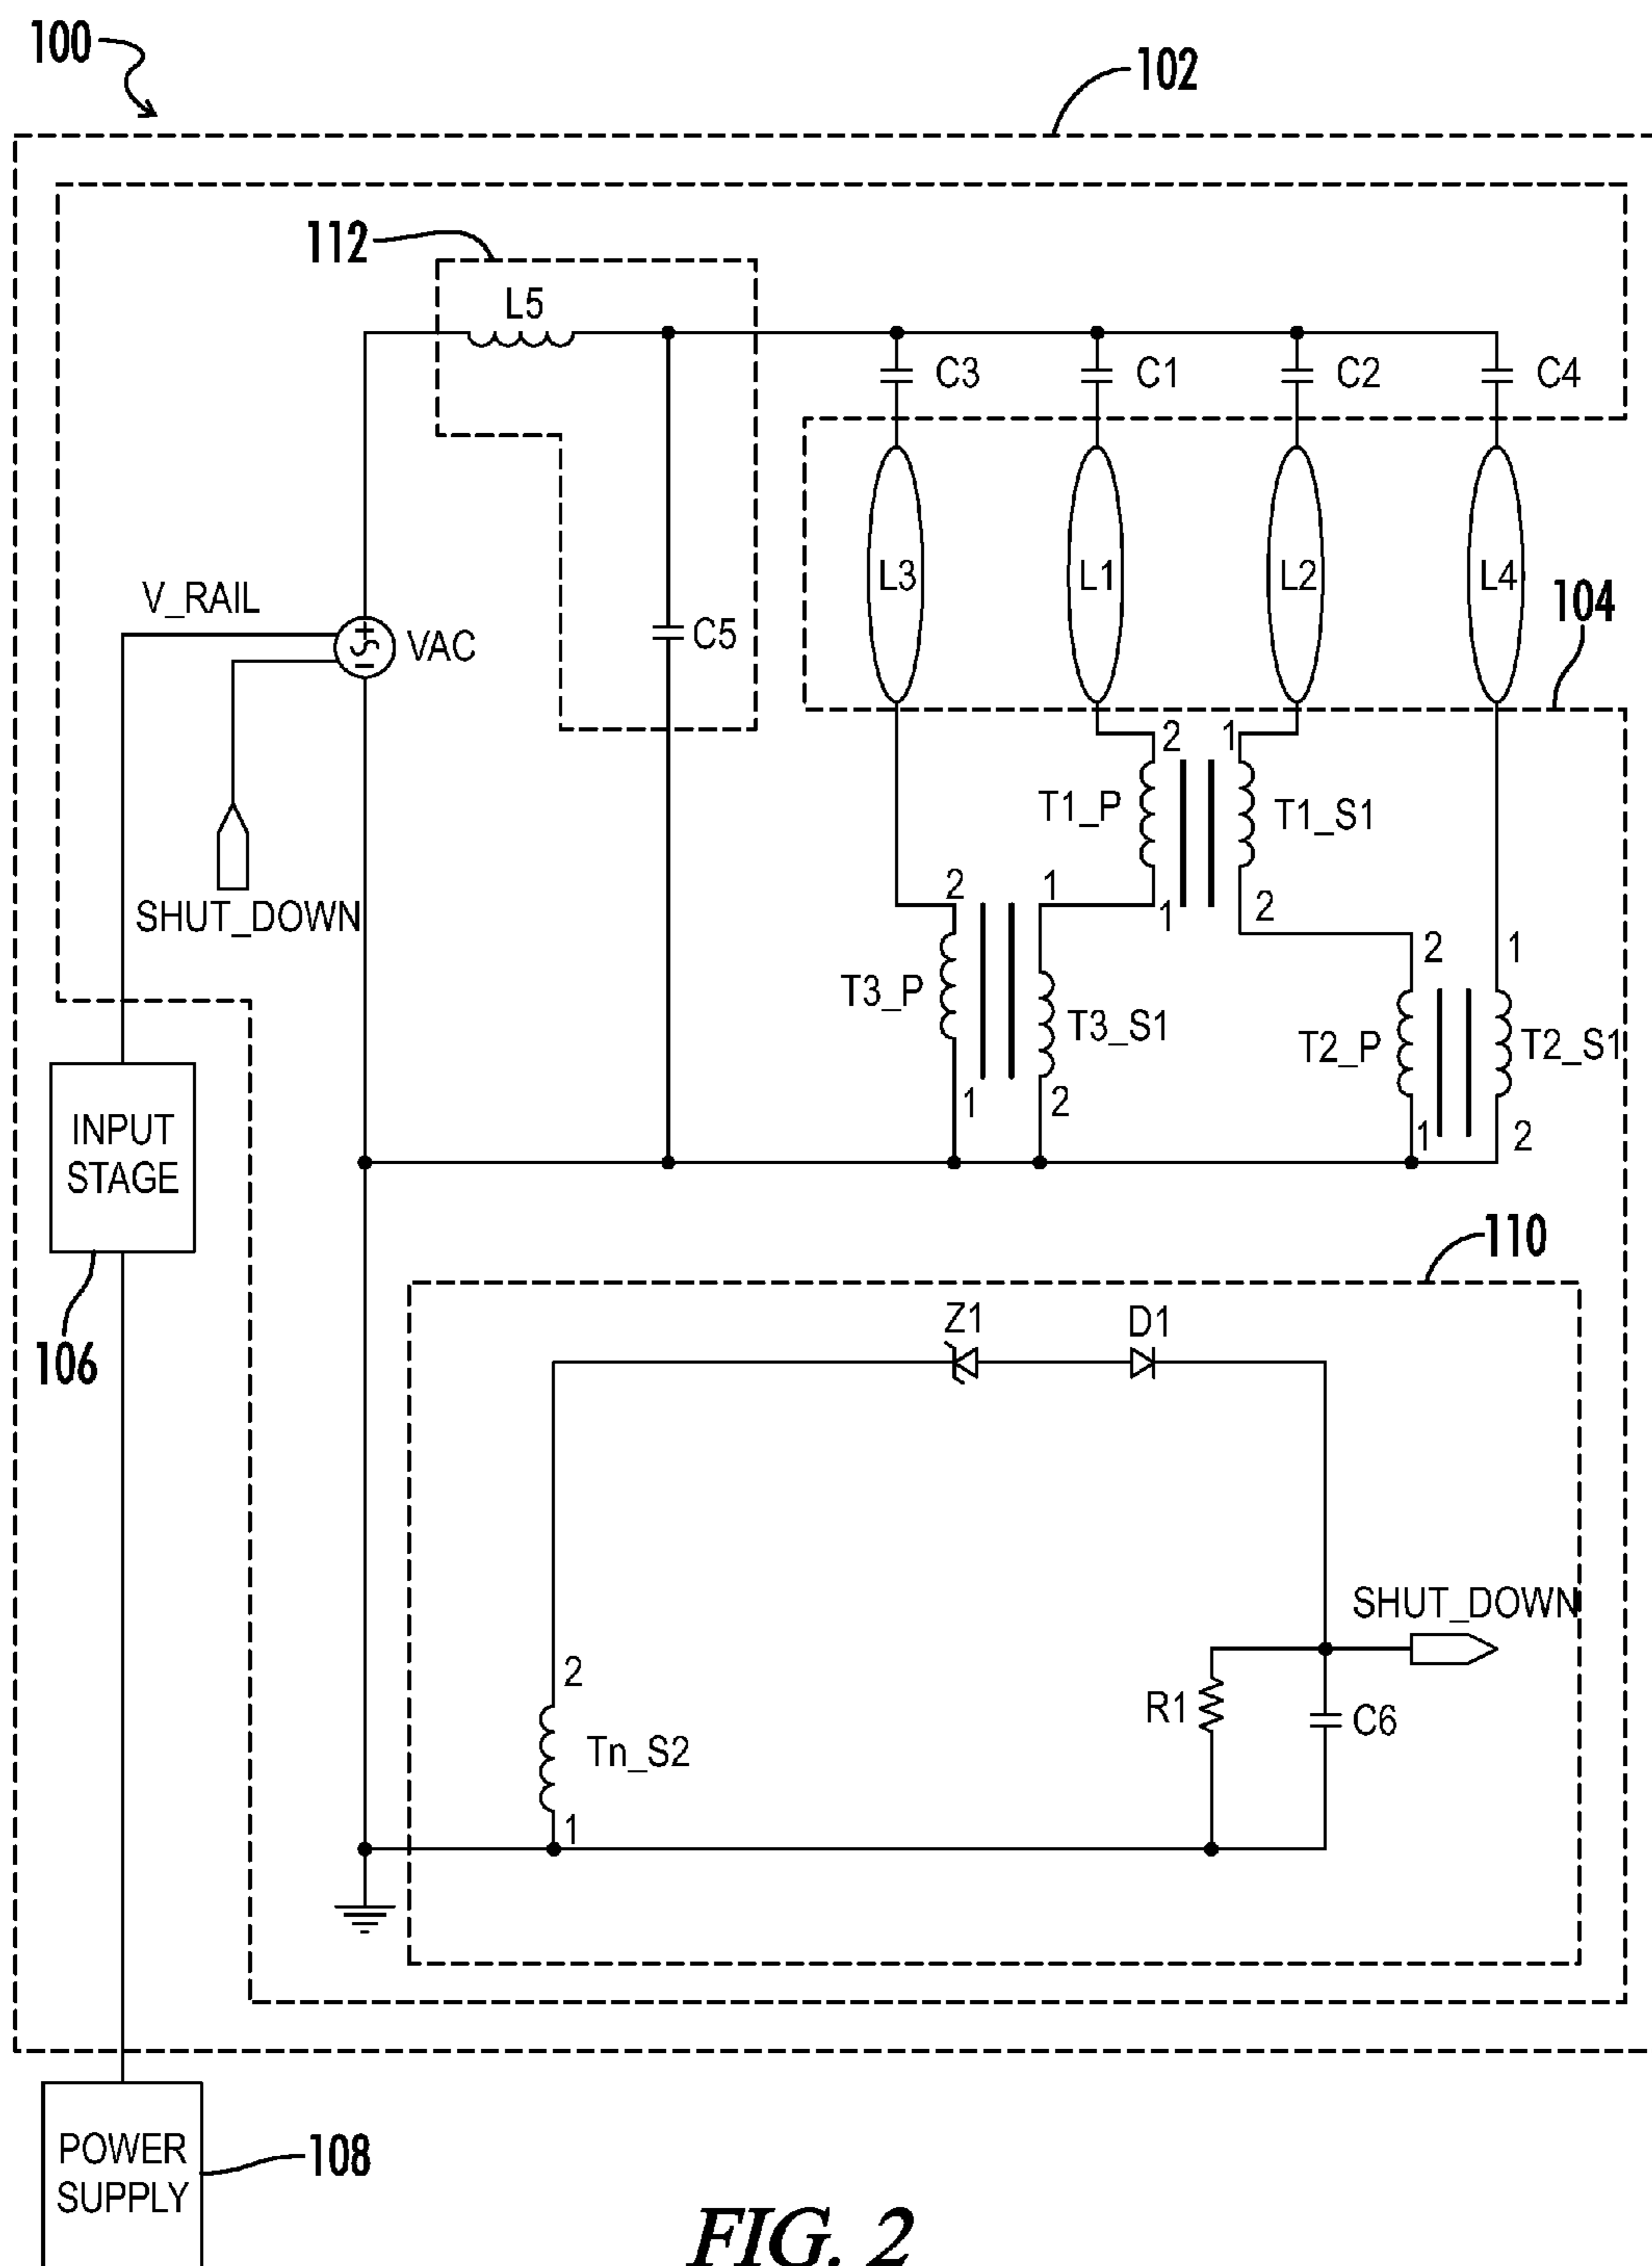 100
102
112
L5
C3
C1
C2
C4
L3
L1
L2
L4
104
V_RAIL
+
VAC
−
C5
2
1
T1_P
T1_S1
SHUT_DOWN
2
1
1
2
2
1
T3_P
T3_S1
T2_P
T2_S1
1
2
1
2
INPUT
STAGE
106
110
Z1
D1
SHUT_DOWN
2
R1
C6
Tn_S2
1
POWER
SUPPLY
108
FIG. 2